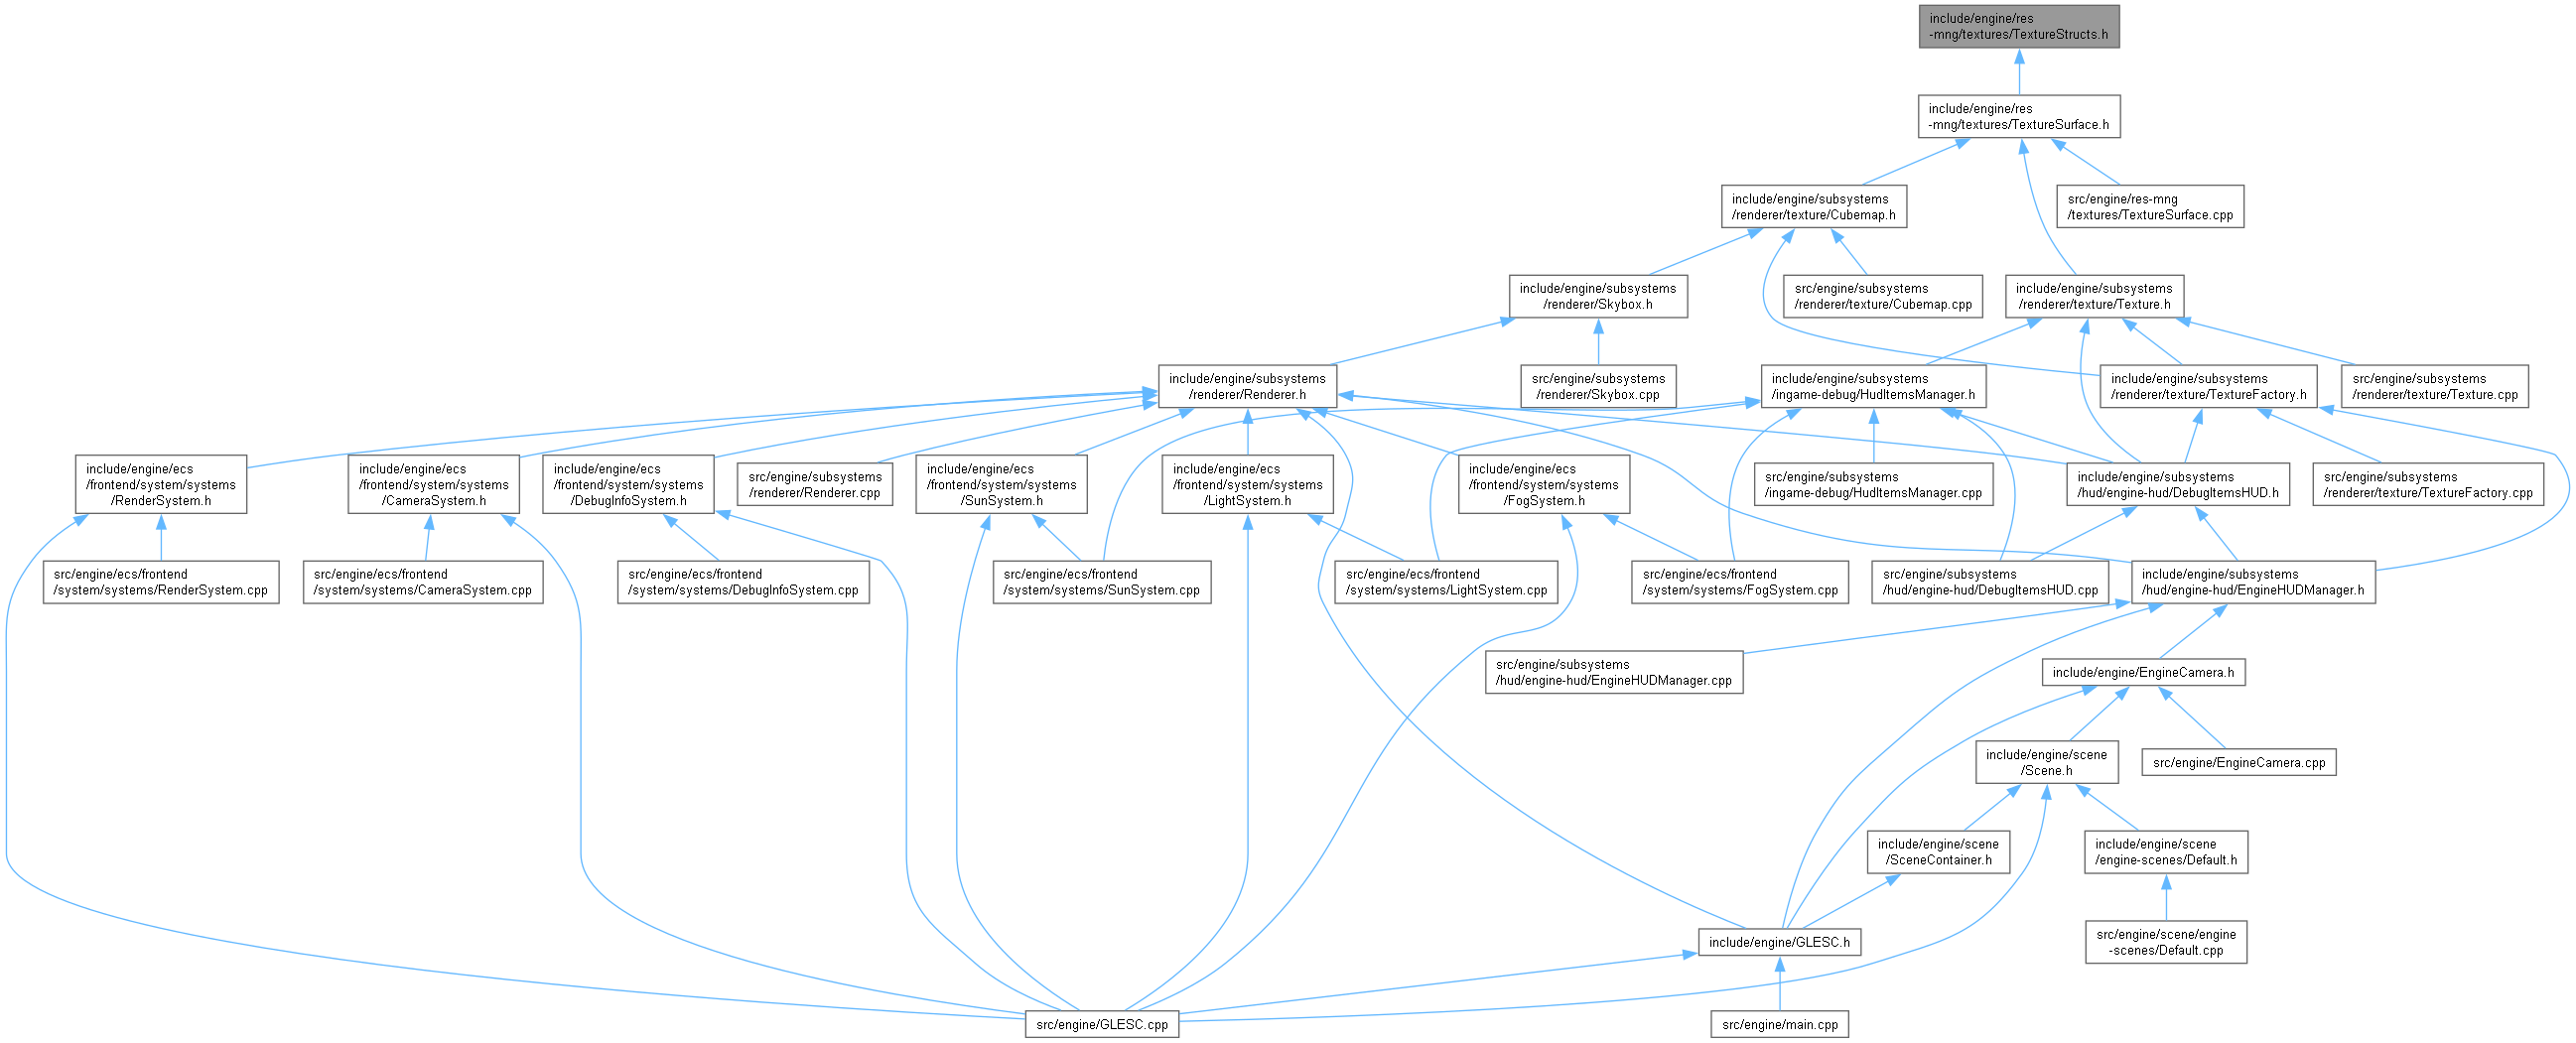 include/engine/res
-mng/textures/TextureStructs.h
include/engine/res
-mng/textures/TextureSurface.h
include/engine/subsystems
/renderer/texture/Cubemap.h
src/engine/res-mng
/textures/TextureSurface.cpp
include/engine/subsystems
/renderer/Skybox.h
src/engine/subsystems
/renderer/texture/Cubemap.cpp
include/engine/subsystems
/renderer/texture/Texture.h
include/engine/subsystems
/renderer/Renderer.h
src/engine/subsystems
/renderer/Skybox.cpp
include/engine/subsystems
/ingame-debug/HudItemsManager.h
include/engine/subsystems
/renderer/texture/TextureFactory.h
src/engine/subsystems
/renderer/texture/Texture.cpp
include/engine/ecs
/frontend/system/systems
/RenderSystem.h
include/engine/ecs
/frontend/system/systems
/CameraSystem.h
include/engine/ecs
/frontend/system/systems
/DebugInfoSystem.h
src/engine/subsystems
/renderer/Renderer.cpp
include/engine/ecs
/frontend/system/systems
/SunSystem.h
include/engine/ecs
/frontend/system/systems
/LightSystem.h
include/engine/ecs
/frontend/system/systems
/FogSystem.h
src/engine/subsystems
/ingame-debug/HudItemsManager.cpp
include/engine/subsystems
/hud/engine-hud/DebugItemsHUD.h
src/engine/subsystems
/renderer/texture/TextureFactory.cpp
src/engine/ecs/frontend
/system/systems/RenderSystem.cpp
src/engine/ecs/frontend
/system/systems/CameraSystem.cpp
src/engine/ecs/frontend
/system/systems/DebugInfoSystem.cpp
src/engine/ecs/frontend
/system/systems/SunSystem.cpp
src/engine/ecs/frontend
/system/systems/LightSystem.cpp
src/engine/ecs/frontend
/system/systems/FogSystem.cpp
src/engine/subsystems
/hud/engine-hud/DebugItemsHUD.cpp
include/engine/subsystems
/hud/engine-hud/EngineHUDManager.h
src/engine/subsystems
/hud/engine-hud/EngineHUDManager.cpp
include/engine/EngineCamera.h
include/engine/scene
/Scene.h
src/engine/EngineCamera.cpp
include/engine/scene
/SceneContainer.h
include/engine/scene
/engine-scenes/Default.h
include/engine/GLESC.h
src/engine/scene/engine
-scenes/Default.cpp
src/engine/GLESC.cpp
src/engine/main.cpp